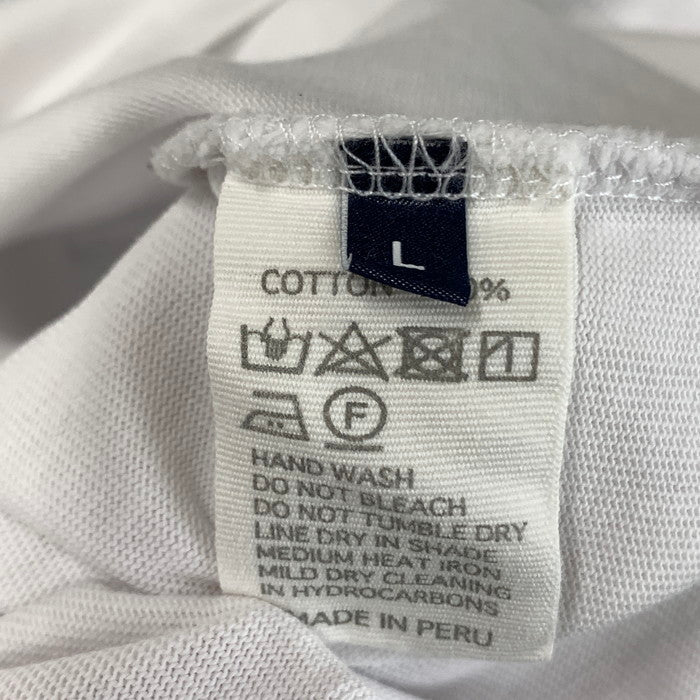 L
COTTON %
F
HAND WASH
DO NOT BLEACH
DO NOT TUMBLE DRY
LINE DRY IN SHADE
MEDIUM HEAT IRON
MILD DRY CLEANING
IN HYDROCARBONS
MADE IN PERU